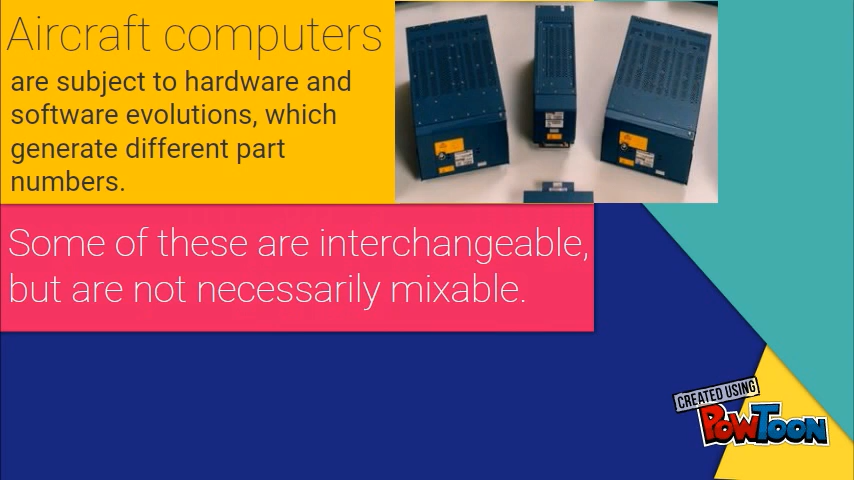 Aircraft computers
are subject to hardware and
software evolutions, which
generate different part
numbers.
Some of these are interchangeable,
but are not necessarily mixable.
CREATED USING
POWTOON